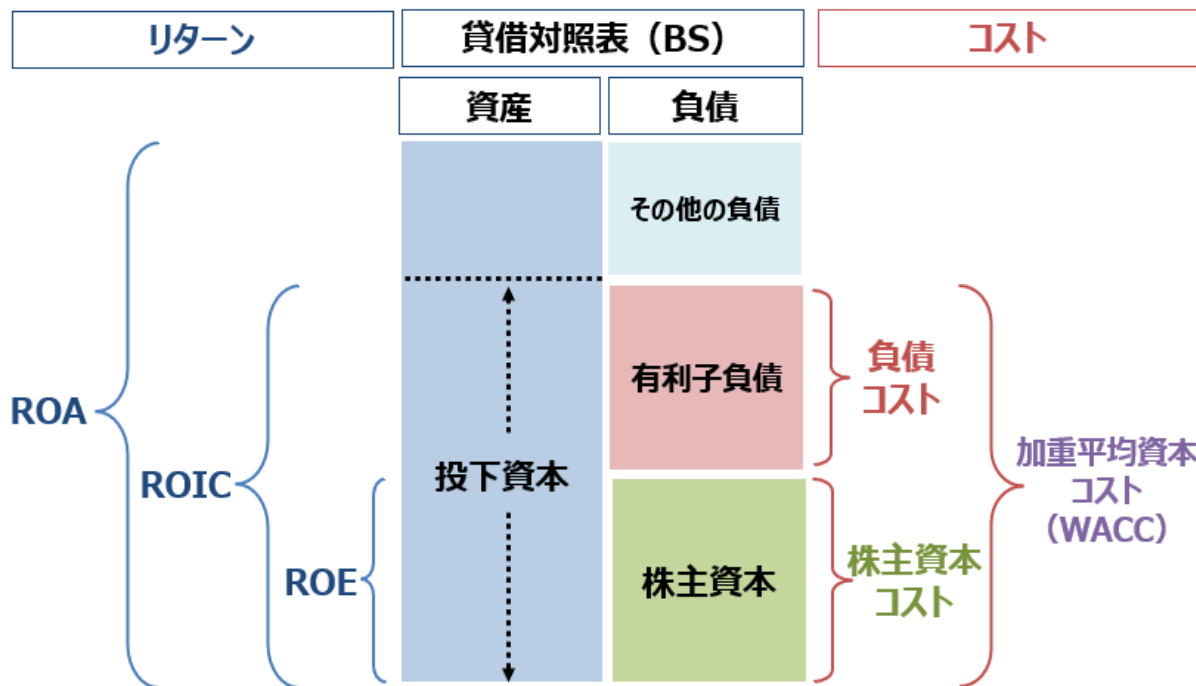 リターン
貸借対照表（BS）
コスト
資産
負債
その他の負債
有利子負債
負債
コスト
ROA
ROIC
投下資本
加重平均資本
コスト
（WACC）
ROE
株主資本
株主資本
コスト